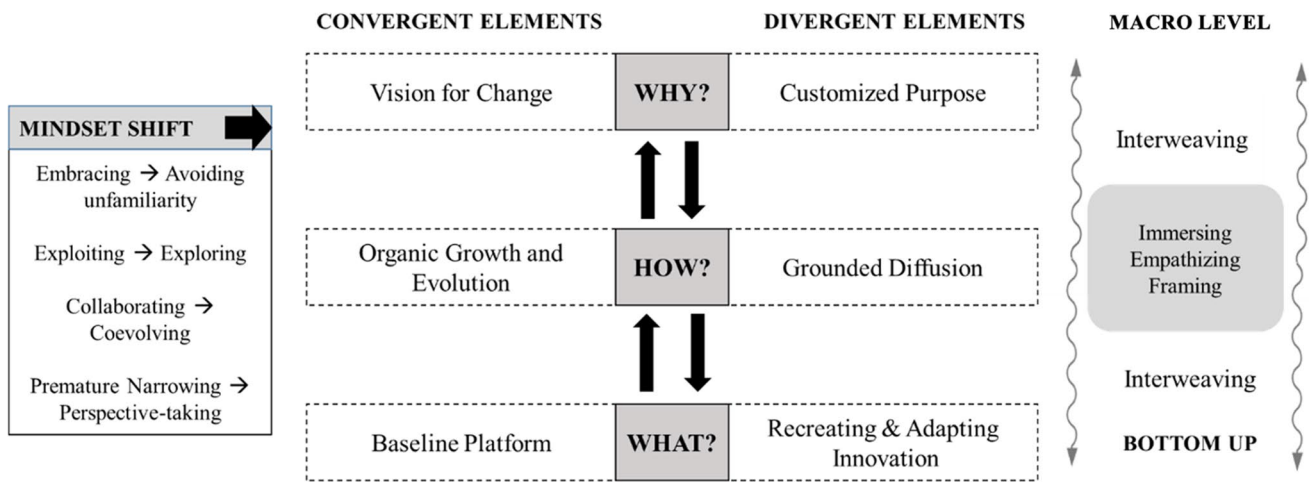 CONVERGENT ELEMENTS
DIVERGENT ELEMENTS
MACRO LEVEL
MINDSET SHIFT
Embracing → Avoiding
unfamiliarity
Exploiting → Exploring
Collaborating →
Coevolving
Premature Narrowing →
Perspective-taking
Vision for Change
WHY?
Customized Purpose
Organic Growth and
Evolution
HOW?
Grounded Diffusion
Baseline Platform
WHAT?
Recreating & Adapting
Innovation
Interweaving
Immersing
Empathizing
Framing
Interweaving
BOTTOM UP